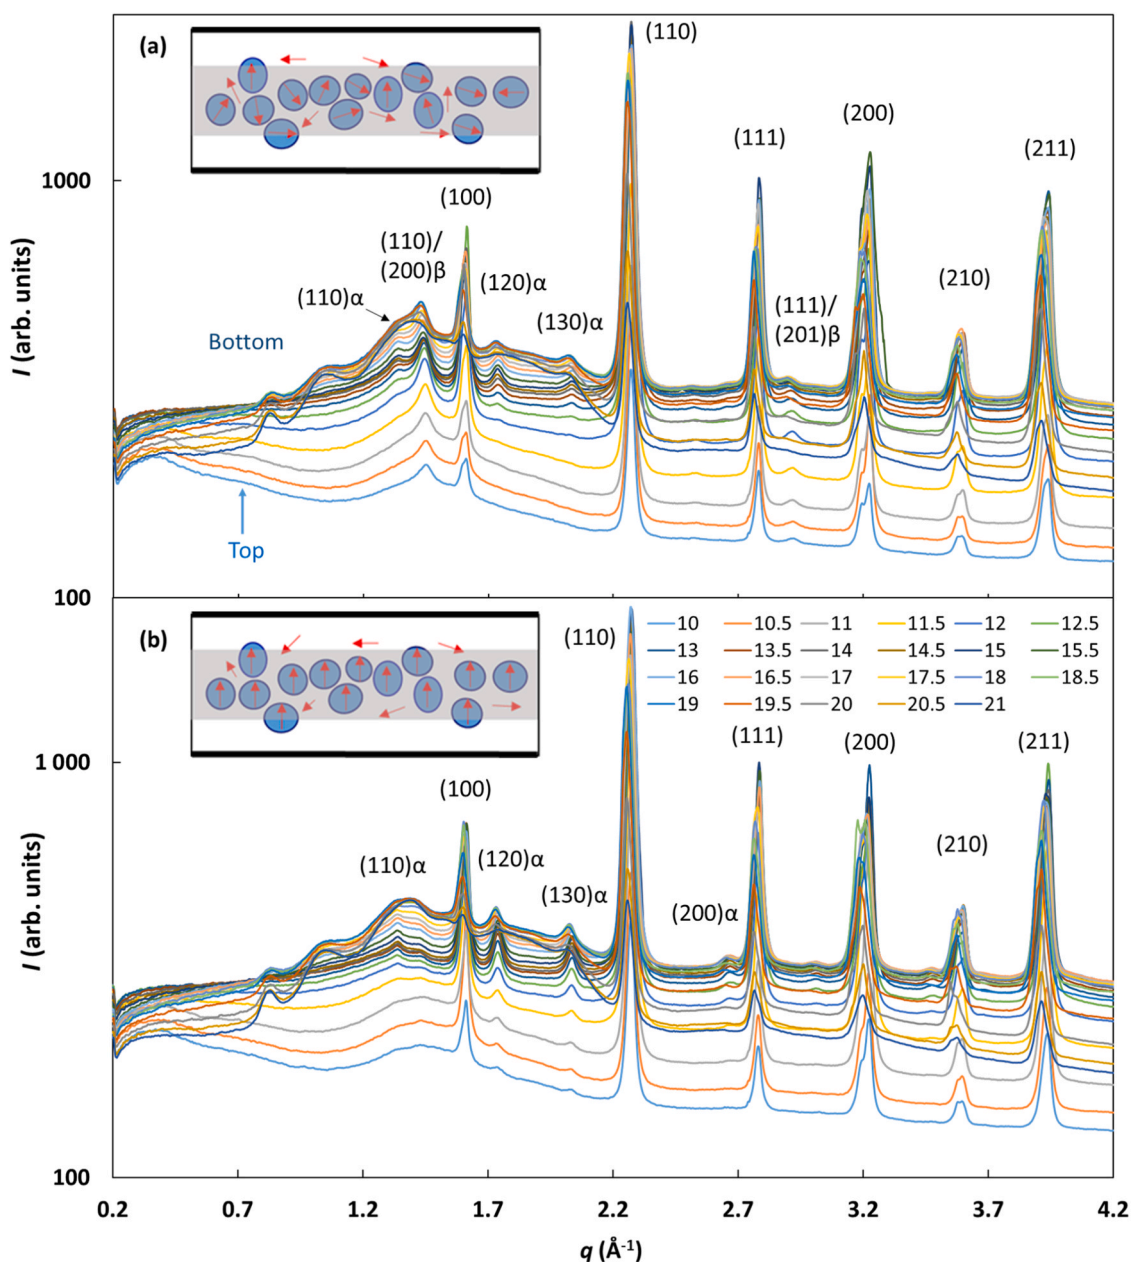 (a)
(110)
(111)
(200)
(211)
1000
(100)
(110)/
(200)β
(120)α
(110)α
(130)α
(111)/
(201)β
(210)
Bottom
Top
I (arb. units)
100
(b)
(110)
10 10.5 11 11.5 12 12.5
13 13.5 14 14.5 15 15.5
16 16.5 17 17.5 18 18.5
19 19.5 20 20.5 21
(111)
(200)
(211)
1 000
(100)
(110)α
(120)α
(130)α
(200)α
(210)
I (arb. units)
100
0.2 0.7 1.2 1.7 2.2 2.7 3.2 3.7 4.2
q (Å-1)